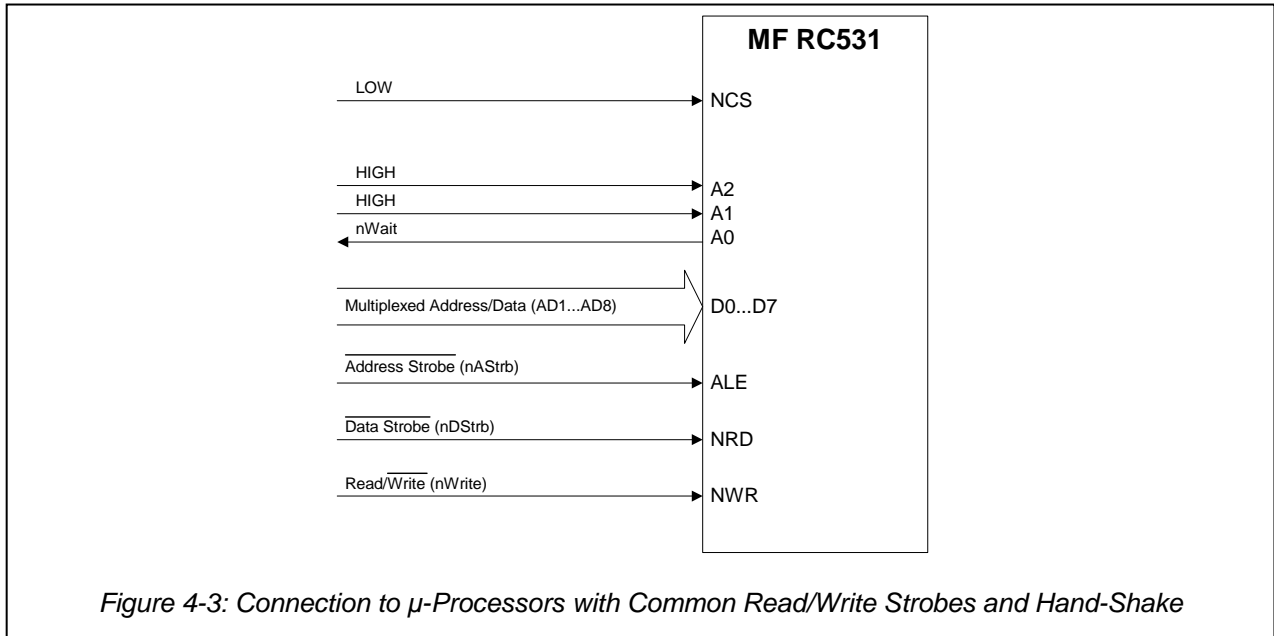 MF RC531
LOW
NCS
HIGH
A2
HIGH
A1
nWait
A0
Multiplexed Address/Data (AD1...AD8)
D0...D7
Address Strobe (nAStrb)
ALE
Data Strobe (nDStrb)
NRD
Read/Write (nWrite)
NWR
Figure 4-3: Connection to µ-Processors with Common Read/Write Strobes and Hand-Shake